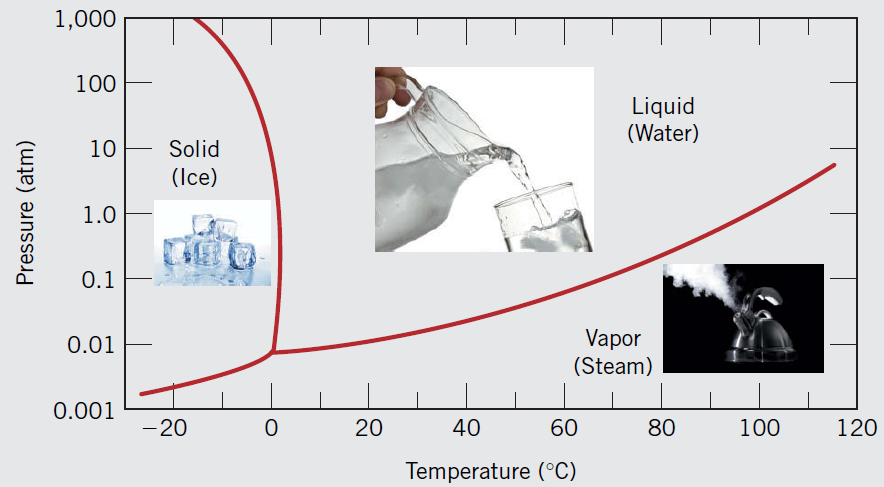 1,000
100
10
1.0
0.1
0.01
0.001
Pressure (atm)
Solid
(Ice)
Liquid
(Water)
Vapor
(Steam)
−20 0 20 40 60 80 100 120
Temperature (°C)